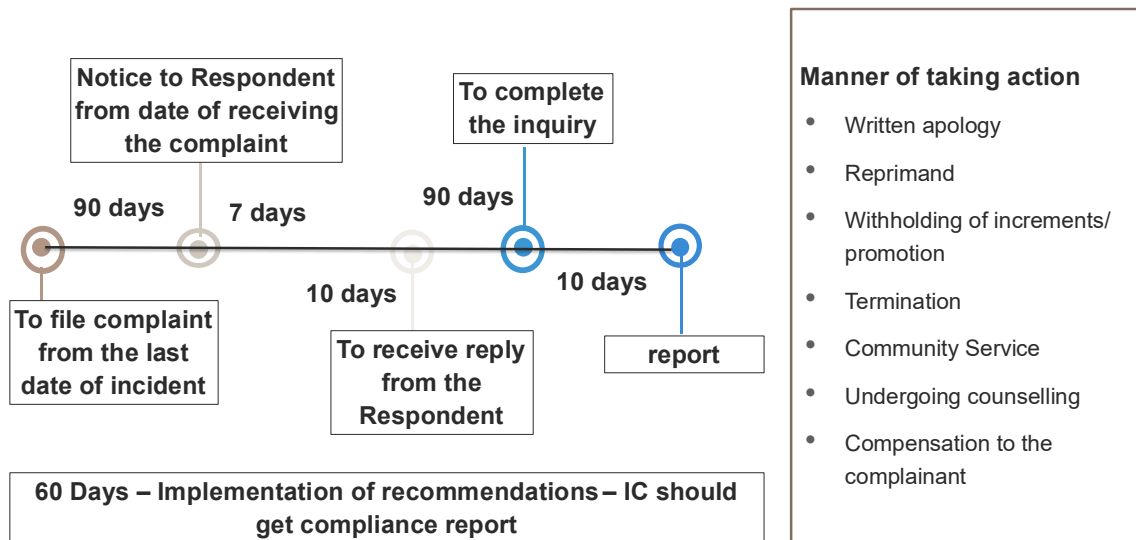 Notice to Respondent
from date of receiving
the complaint
To complete
the inquiry
90 days
7 days
90 days
10 days
10 days
To file complaint
from the last
date of incident
To receive reply
from the
Respondent
report
60 Days – Implementation of recommendations – IC should
get compliance report
Manner of taking action
• Written apology
• Reprimand
• Withholding of increments/
promotion
• Termination
• Community Service
• Undergoing counselling
• Compensation to the
complainant